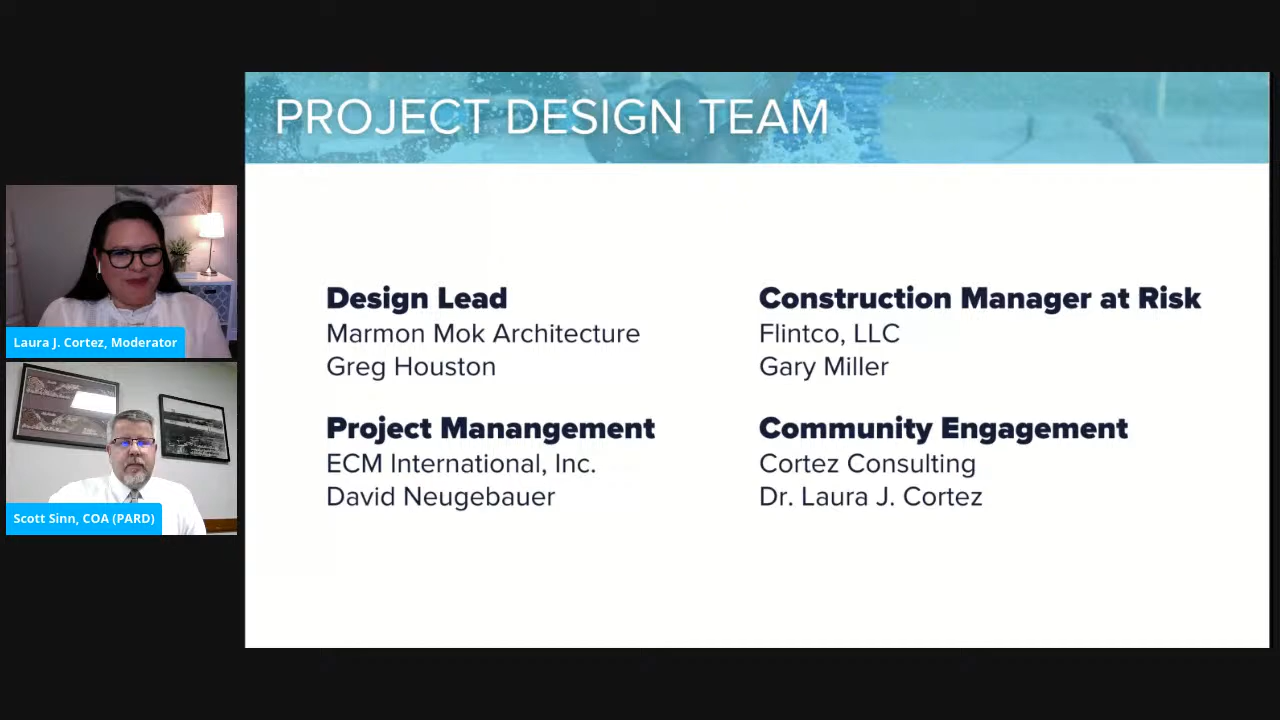 PROJECT DESIGN TEAM
Laura J. Cortez, Moderator
Scott Sinn, COA (PARD)
Design Lead
Marmon Mok Architecture
Greg Houston
Project Manangement
ECM International, Inc.
David Neugebauer
Construction Manager at Risk
Flintco, LLC
Gary Miller
Community Engagement
Cortez Consulting
Dr. Laura J. Cortez